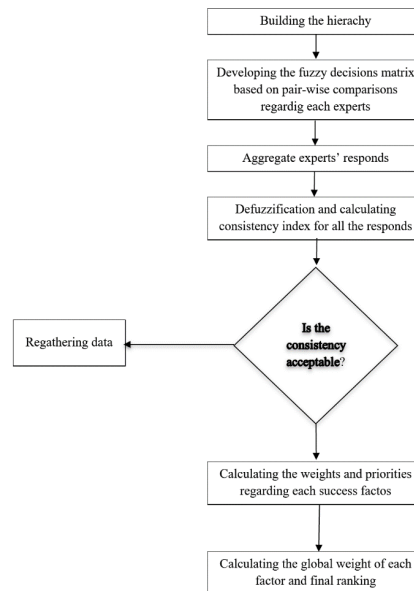 Building the hierachy
Developing the fuzzy decisions matrix
based on pair-wise comparisons
regardig each experts
Aggregate experts' responds
Defuzzification and calculating
consistency index for all the responds
Is the
consistency
acceptable?
Regathering data
Calculating the weights and priorities
regarding each success factos
Calculating the global weight of each
factor and final ranking